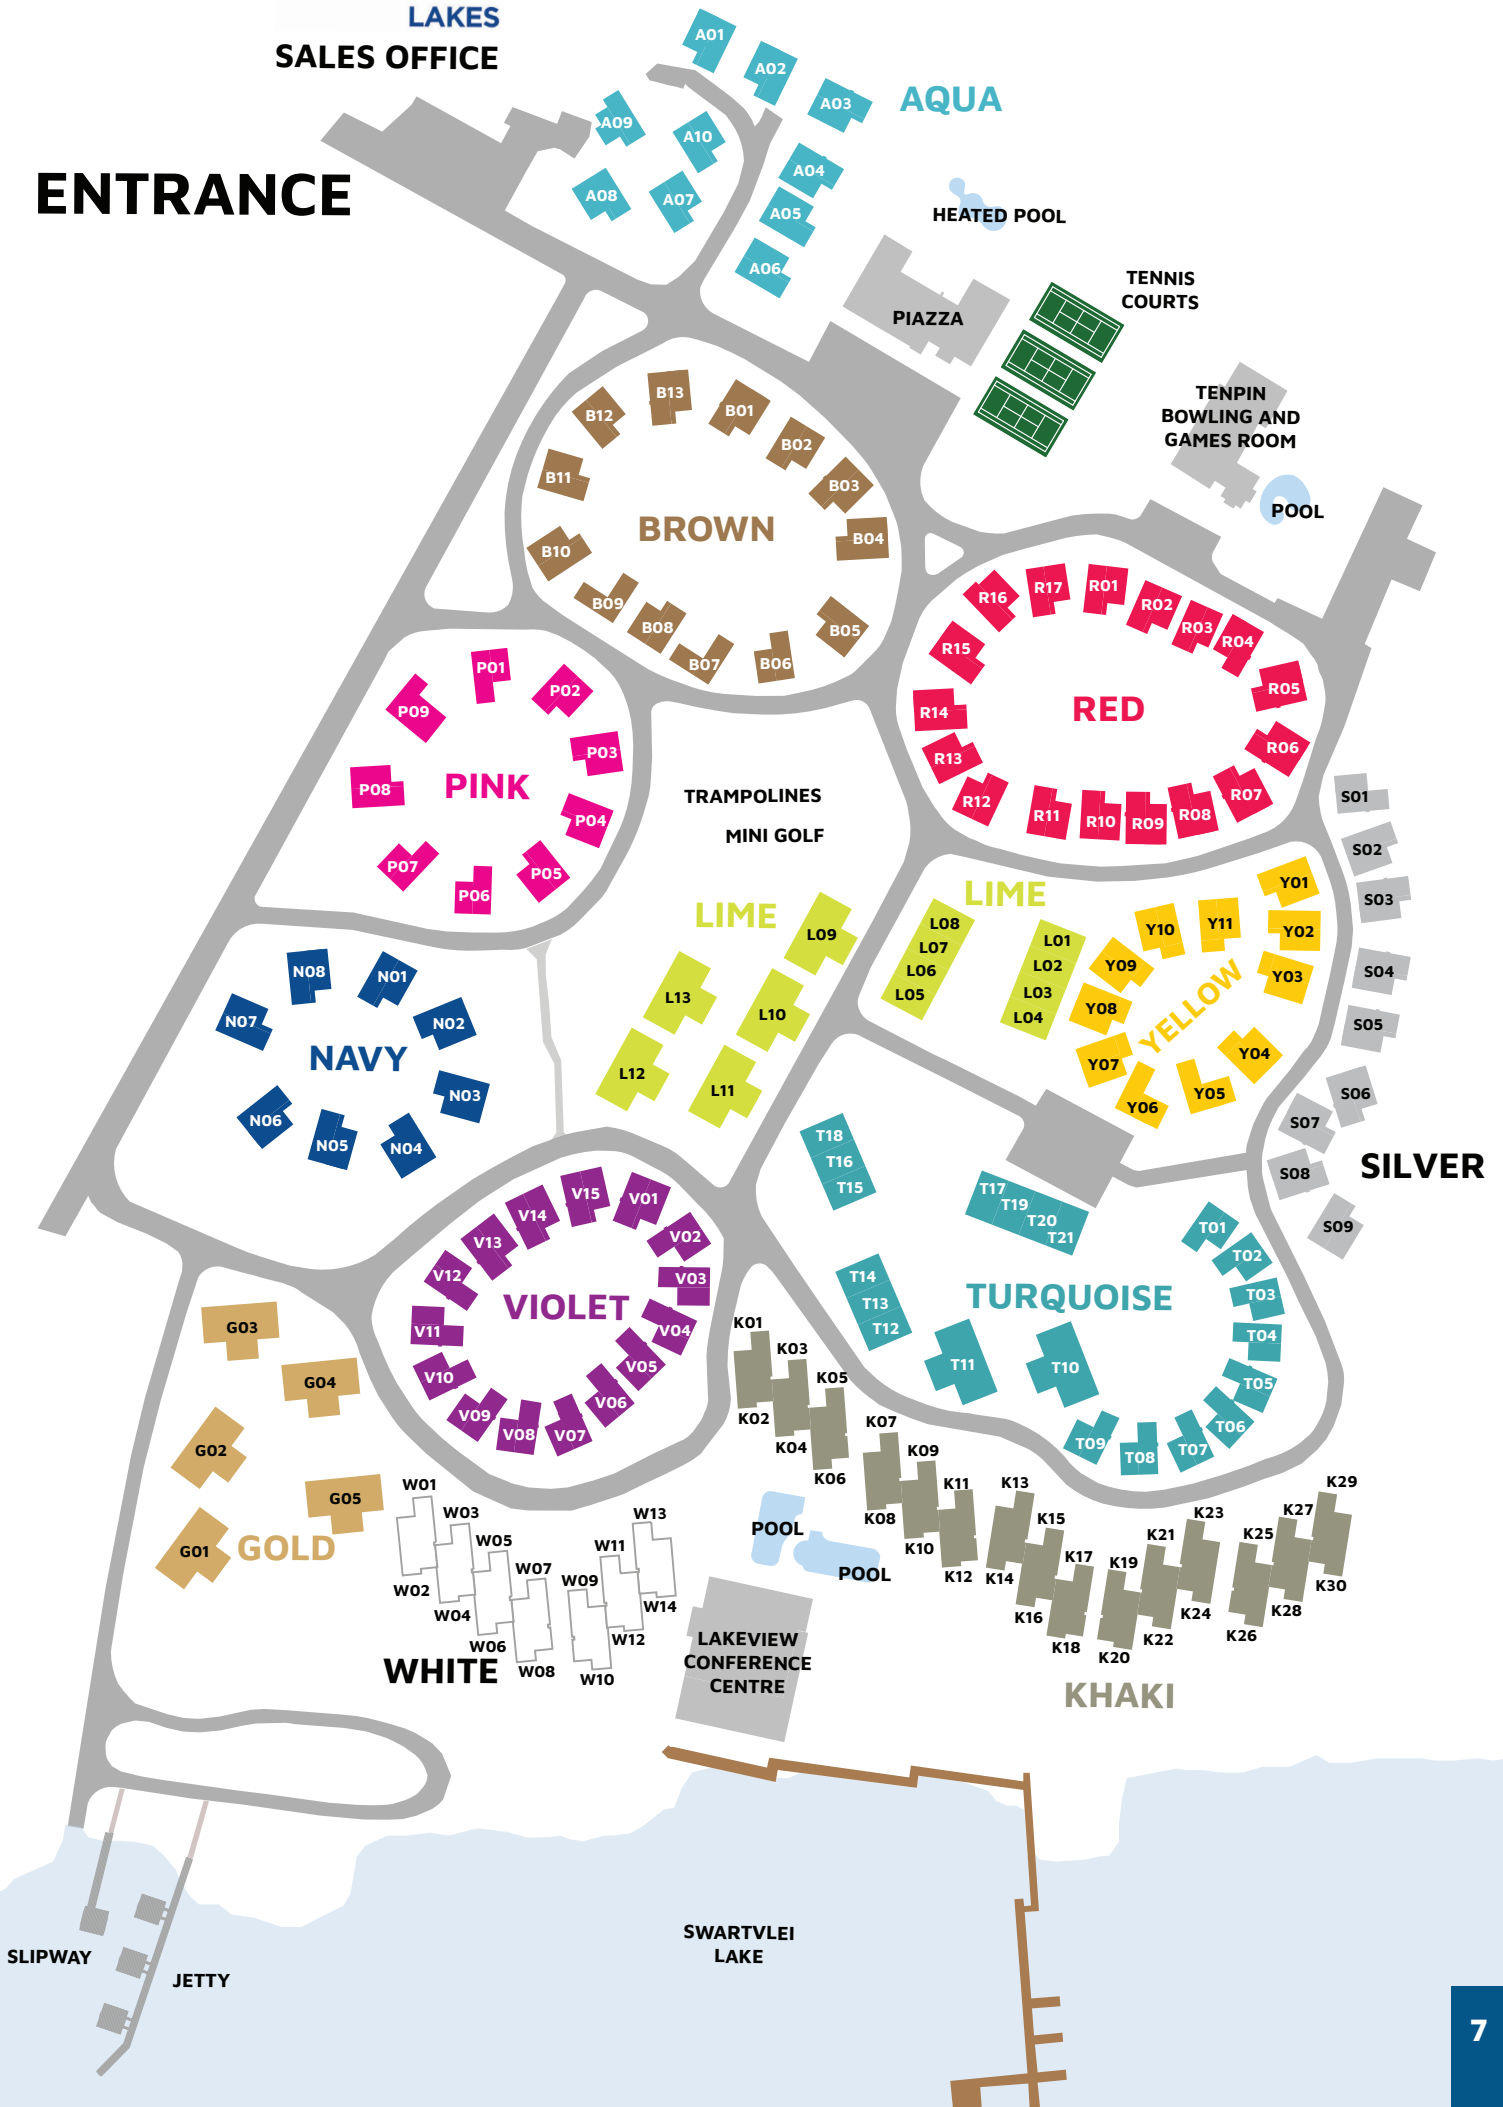 LAKES
SALES OFFICE
ENTRANCE
A01
A02
A03
AQUA
A09
A10
A04
A08
A07
A05
A06
HEATED POOL
TENNIS
COURTS
PIAZZA
TENPIN
BOWLING AND
GAMES ROOM
POOL
B13
B12
B01
B02
B11
B03
BROWN
B04
B10
B09
B08
B05
B07
B06
R17
R01
R16
R02
R03
R04
R15
R05
RED
R14
R06
R13
R12
R07
R11
R10
R09
R08
P01
P02
P09
P03
PINK
P08
P04
P07
P05
P06
TRAMPOLINES
MINI GOLF
S01
S02
S03
S04
S05
S06
S07
S08
S09
SILVER
LIME
L09
L13
L10
L12
L11
LIME
L08
L07
L06
L05
L01
L02
L03
L04
Y01
Y10
Y11
Y02
Y09
Y03
Y08
YELLOW
Y07
Y04
Y05
Y06
N08
N01
N07
N02
NAVY
N03
N06
N05
N04
T18
T16
T15
T17
T19
T20
T21
T01
T02
T14
T13
T12
TURQUOISE
T03
T04
T11
T10
T05
T06
T09
T08
T07
V15
V01
V14
V02
V13
V12
V03
VIOLET
V11
V04
V10
V05
V09
V06
V08
V07
G03
G04
G02
G05
G01
GOLD
K01
K03
K05
K02
K04
K06
K07
K09
K11
K08
K10
K12
K13
K15
K17
K14
K16
K18
K19
K21
K23
K20
K22
K24
K25
K27
K29
K26
K28
K30
KHAKI
W01
W03
W05
W07
W02
W04
W06
W08
W09
W11
W13
W10
W12
W14
WHITE
POOL
POOL
LAKEVIEW
CONFERENCE
CENTRE
SWARTVLEI
LAKE
SLIPWAY
JETTY
7